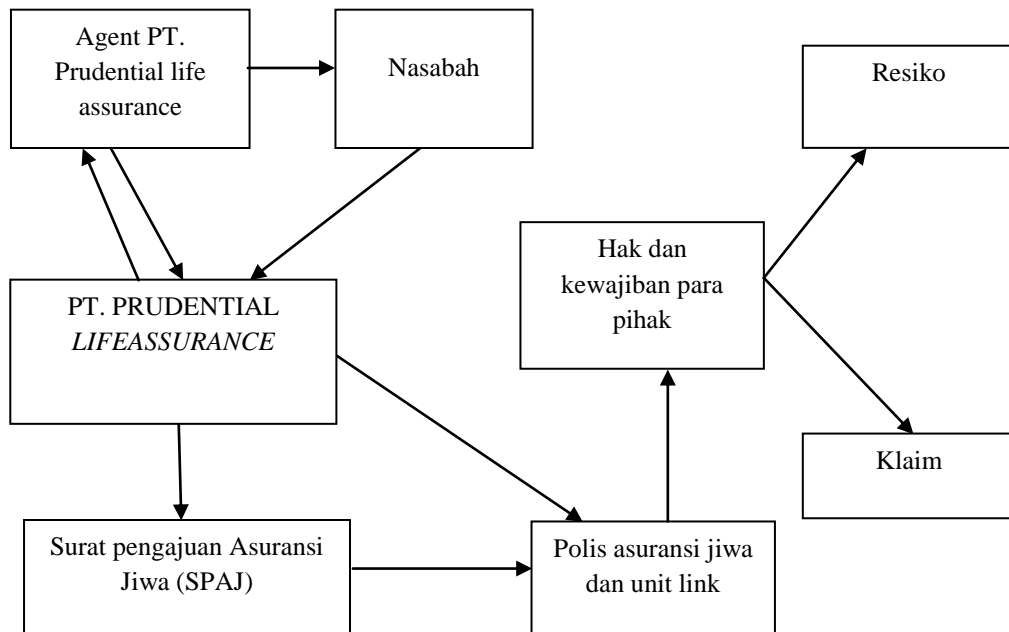 Agent PT.
Prudential life
assurance
Nasabah
Resiko
Hak dan
kewajiban para
pihak
PT. PRUDENTIAL
LIFEASSURANCE
Klaim
Surat pengajuan Asuransi
Jiwa (SPAJ)
Polis asuransi jiwa
dan unit link